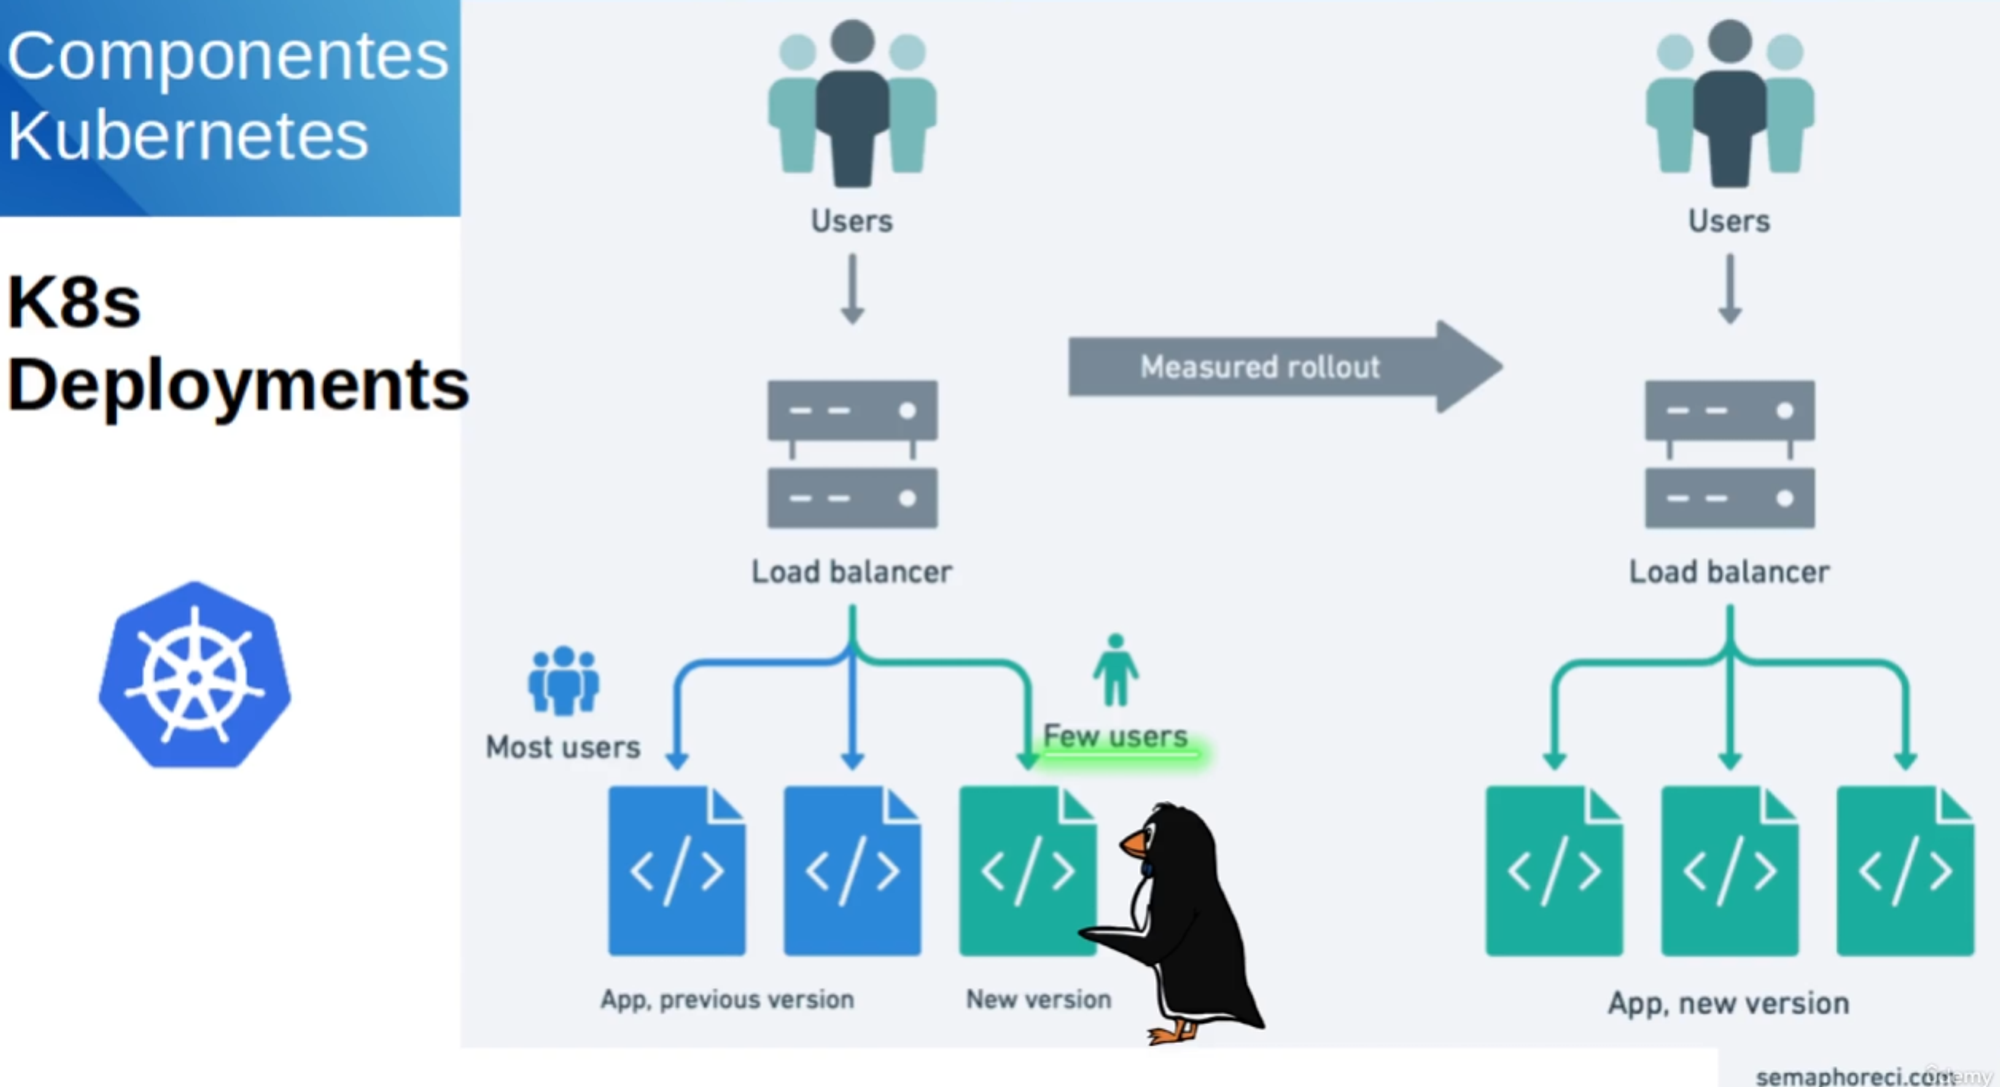 Componentes
Kubernetes
K8s
Deployments
Users
Users
Measured rollout
Load balancer
Load balancer
Most users
Few users
App, previous version
New version
App, new version
semaphoreci.com
Udemy